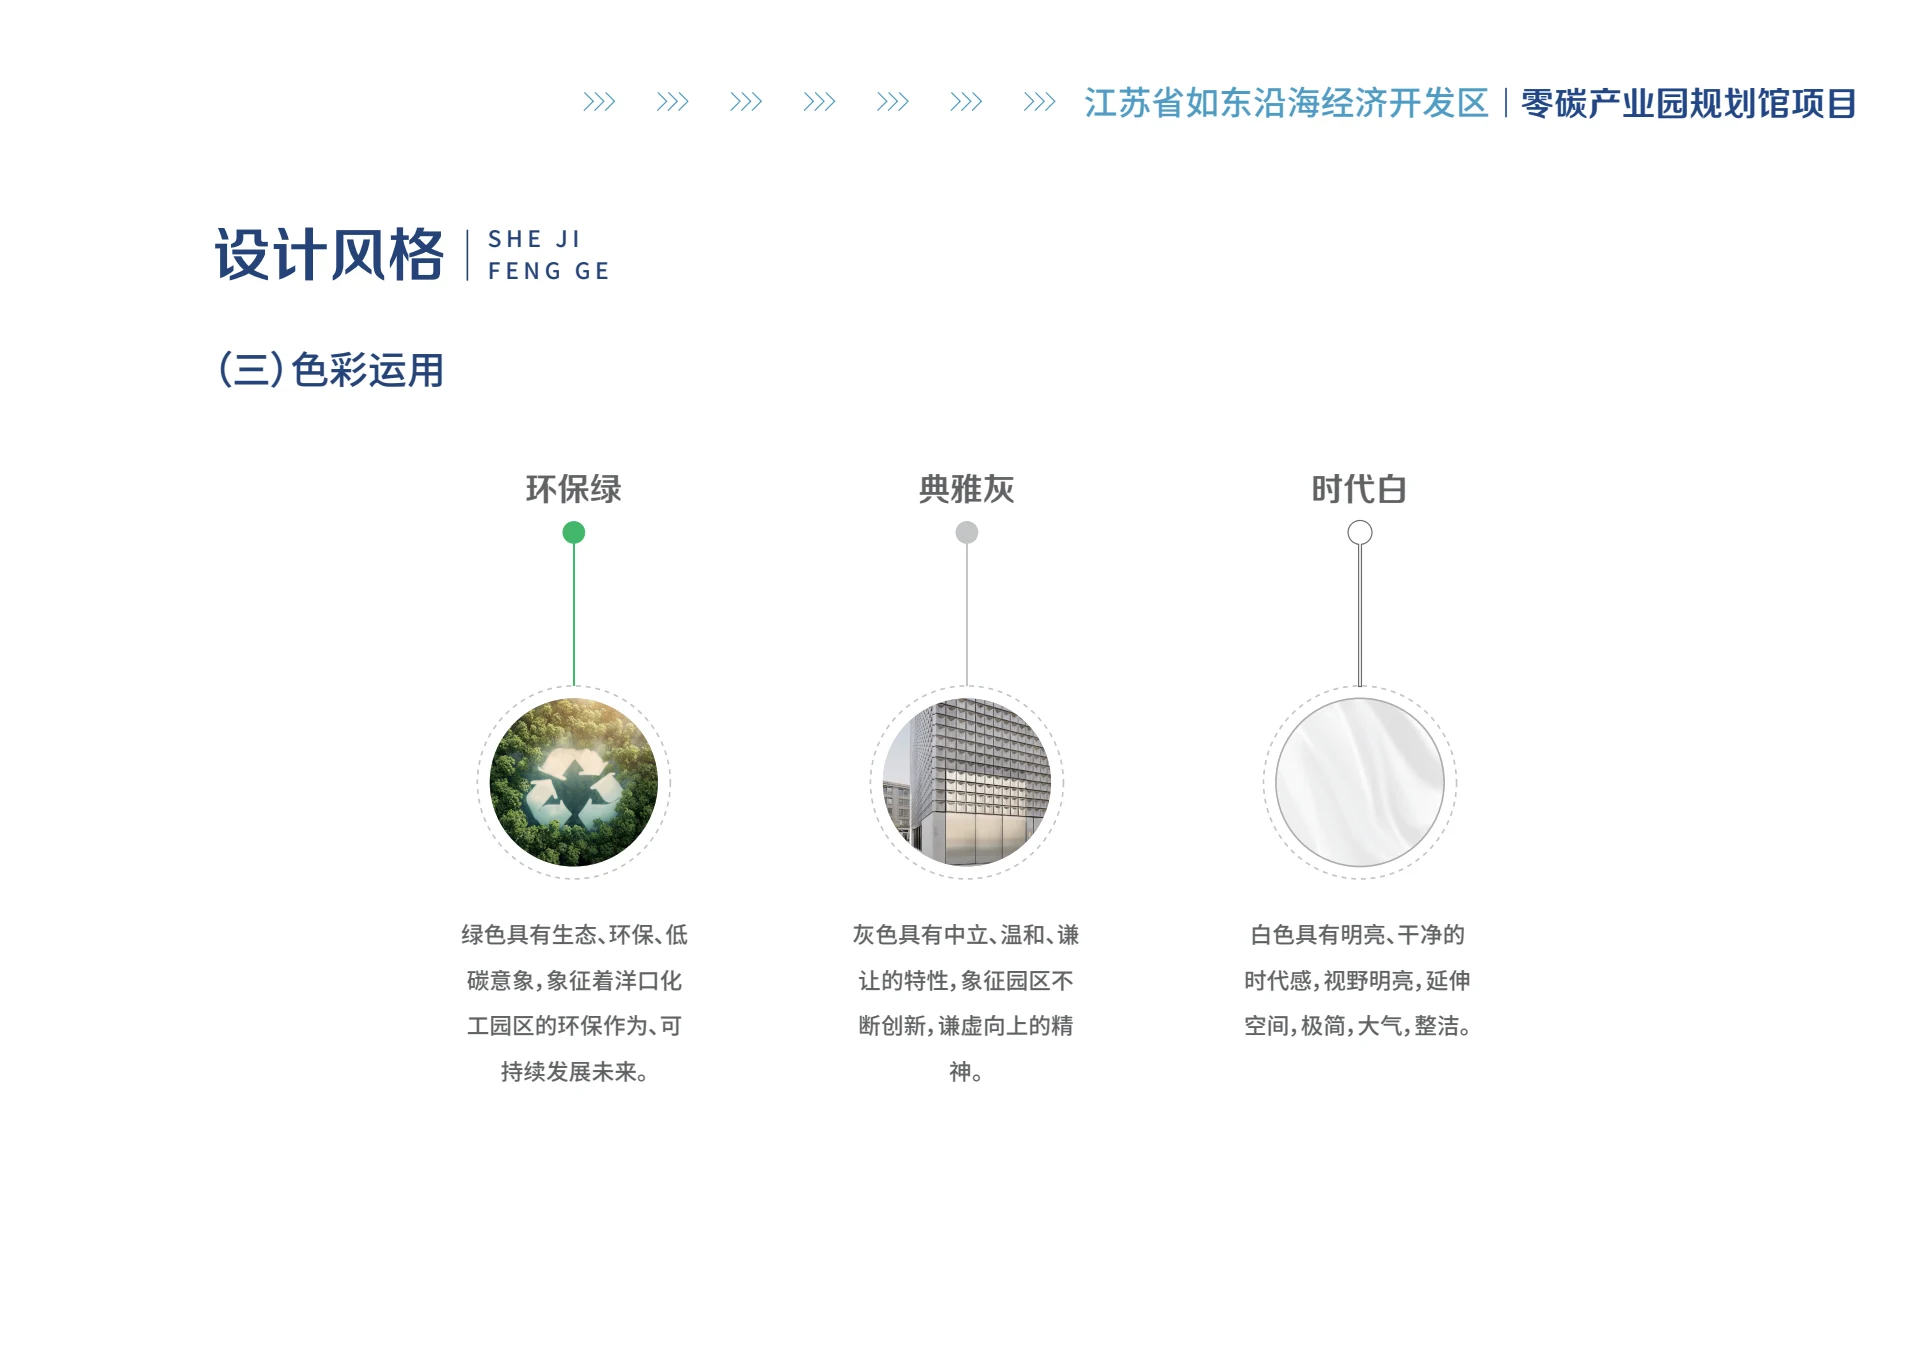 江苏省如东沿海经济开发区 | 零碳产业园规划馆项目
设计风格
SHE JI
FENG GE
（三）色彩运用
环保绿
绿色具有生态、环保、低
碳意象，象征着洋口化
工园区的环保作为、可
持续发展未来。
典雅灰
灰色具有中立、温和、谦
让的特性，象征园区不
断创新，谦虚向上的精
神。
时代白
白色具有明亮、干净的
时代感，视野明亮，延伸
空间，极简，大气，整洁。